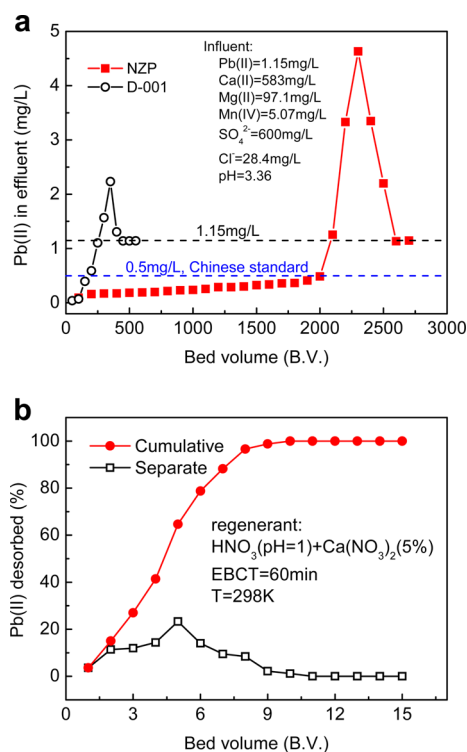 a
Pb(II) in effluent (mg/L)
5
4
3
2
1
0
NZP
D-001
Influent:
Pb(II)=1.15mg/L
Ca(II)=583mg/L
Mg(II)=97.1mg/L
Mn(IV)=5.07mg/L
SO₄²⁻=600mg/L
Cl⁻=28.4mg/L
pH=3.36
1.15mg/L
0.5mg/L, Chinese standard
0 500 1000 1500 2000 2500 3000
Bed volume (B.V.)
b
Pb(II) desorbed (%)
100
80
60
40
20
0
Cumulative
Separate
regenerant:
HNO₃(pH=1)+Ca(NO₃)₂(5%)
EBCT=60min
T=298K
0 3 6 9 12 15
Bed volume (B.V.)